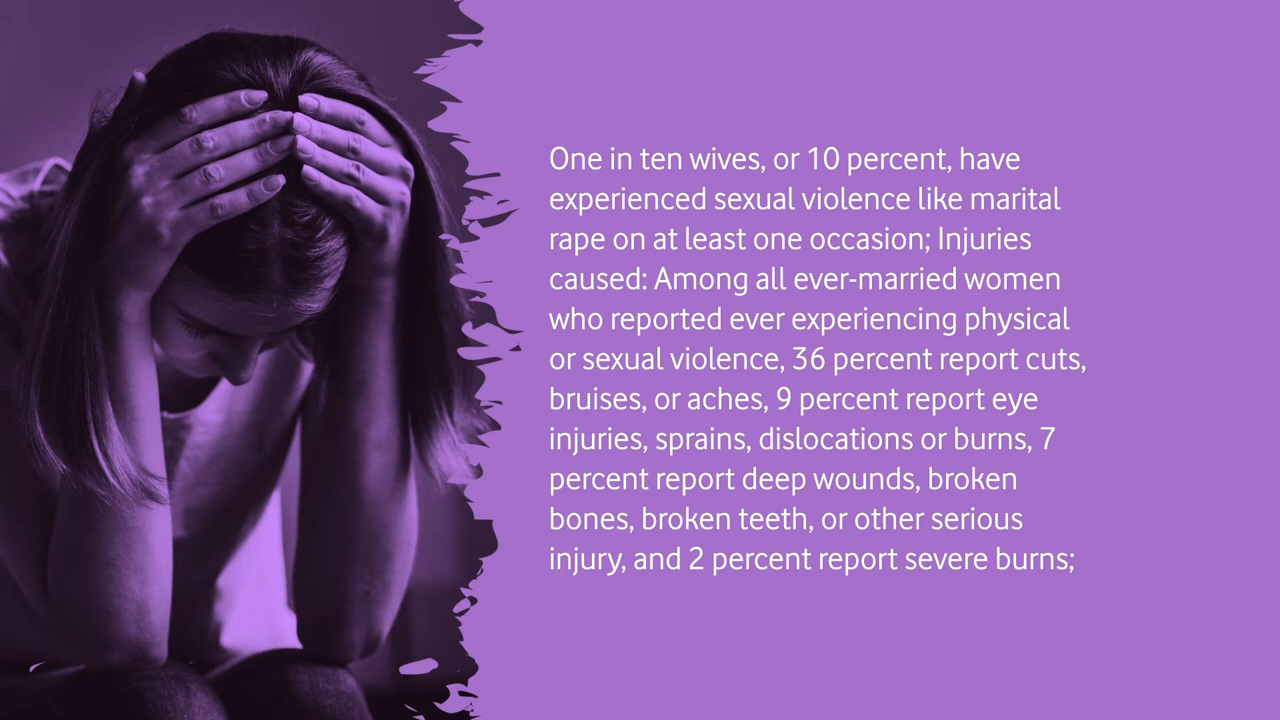 One in ten wives, or 10 percent, have
experienced sexual violence like marital
rape on at least one occasion; Injuries
caused: Among all ever-married women
who reported ever experiencing physical
or sexual violence, 36 percent report cuts,
bruises, or aches, 9 percent report eye
injuries, sprains, dislocations or burns, 7
percent report deep wounds, broken
bones, broken teeth, or other serious
injury, and 2 percent report severe burns;